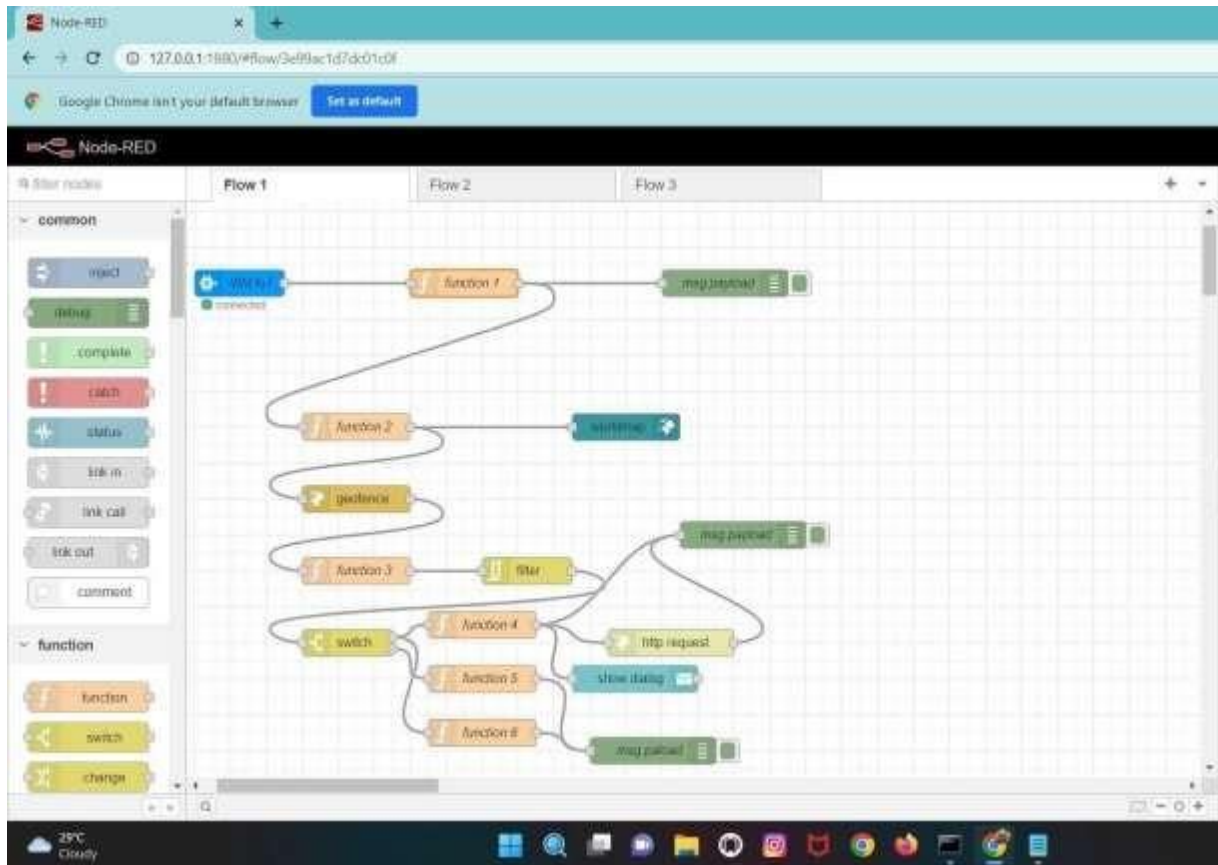 Node-RED
127.0.0.1:1880/#flow/3e99ac1d7dc01c0f
Google Chrome isn't your default browser Set as default
Node-RED
filter nodes Flow 1 Flow 2 Flow 3
common
inject
function 1 msg.payload
connected
debug
complete
catch
status
function 2 worldmap
link in
geofence
link call
link out
msg.payload
function 3 filter
comment
function 4
function
switch http request
function 5 show dialog
function
function 6
switch
msg.paload
change
29°C
Cloudy